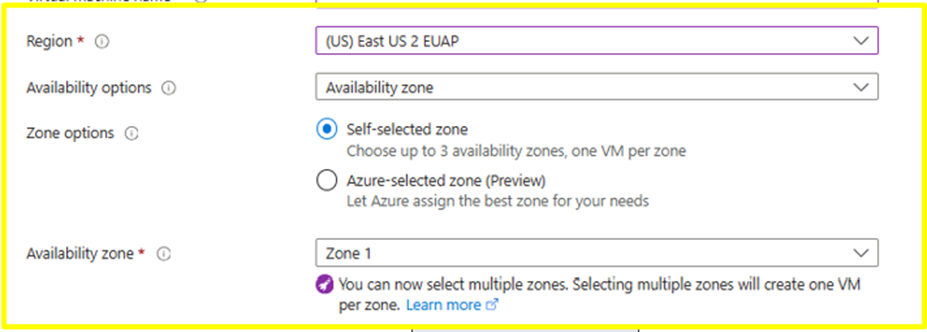 Region * (US) East US 2 EUAP
Availability options Availability zone
Zone options Self-selected zone
Choose up to 3 availability zones, one VM per zone
Azure-selected zone (Preview)
Let Azure assign the best zone for your needs
Availability zone * Zone 1
You can now select multiple zones. Selecting multiple zones will create one VM
per zone. Learn more